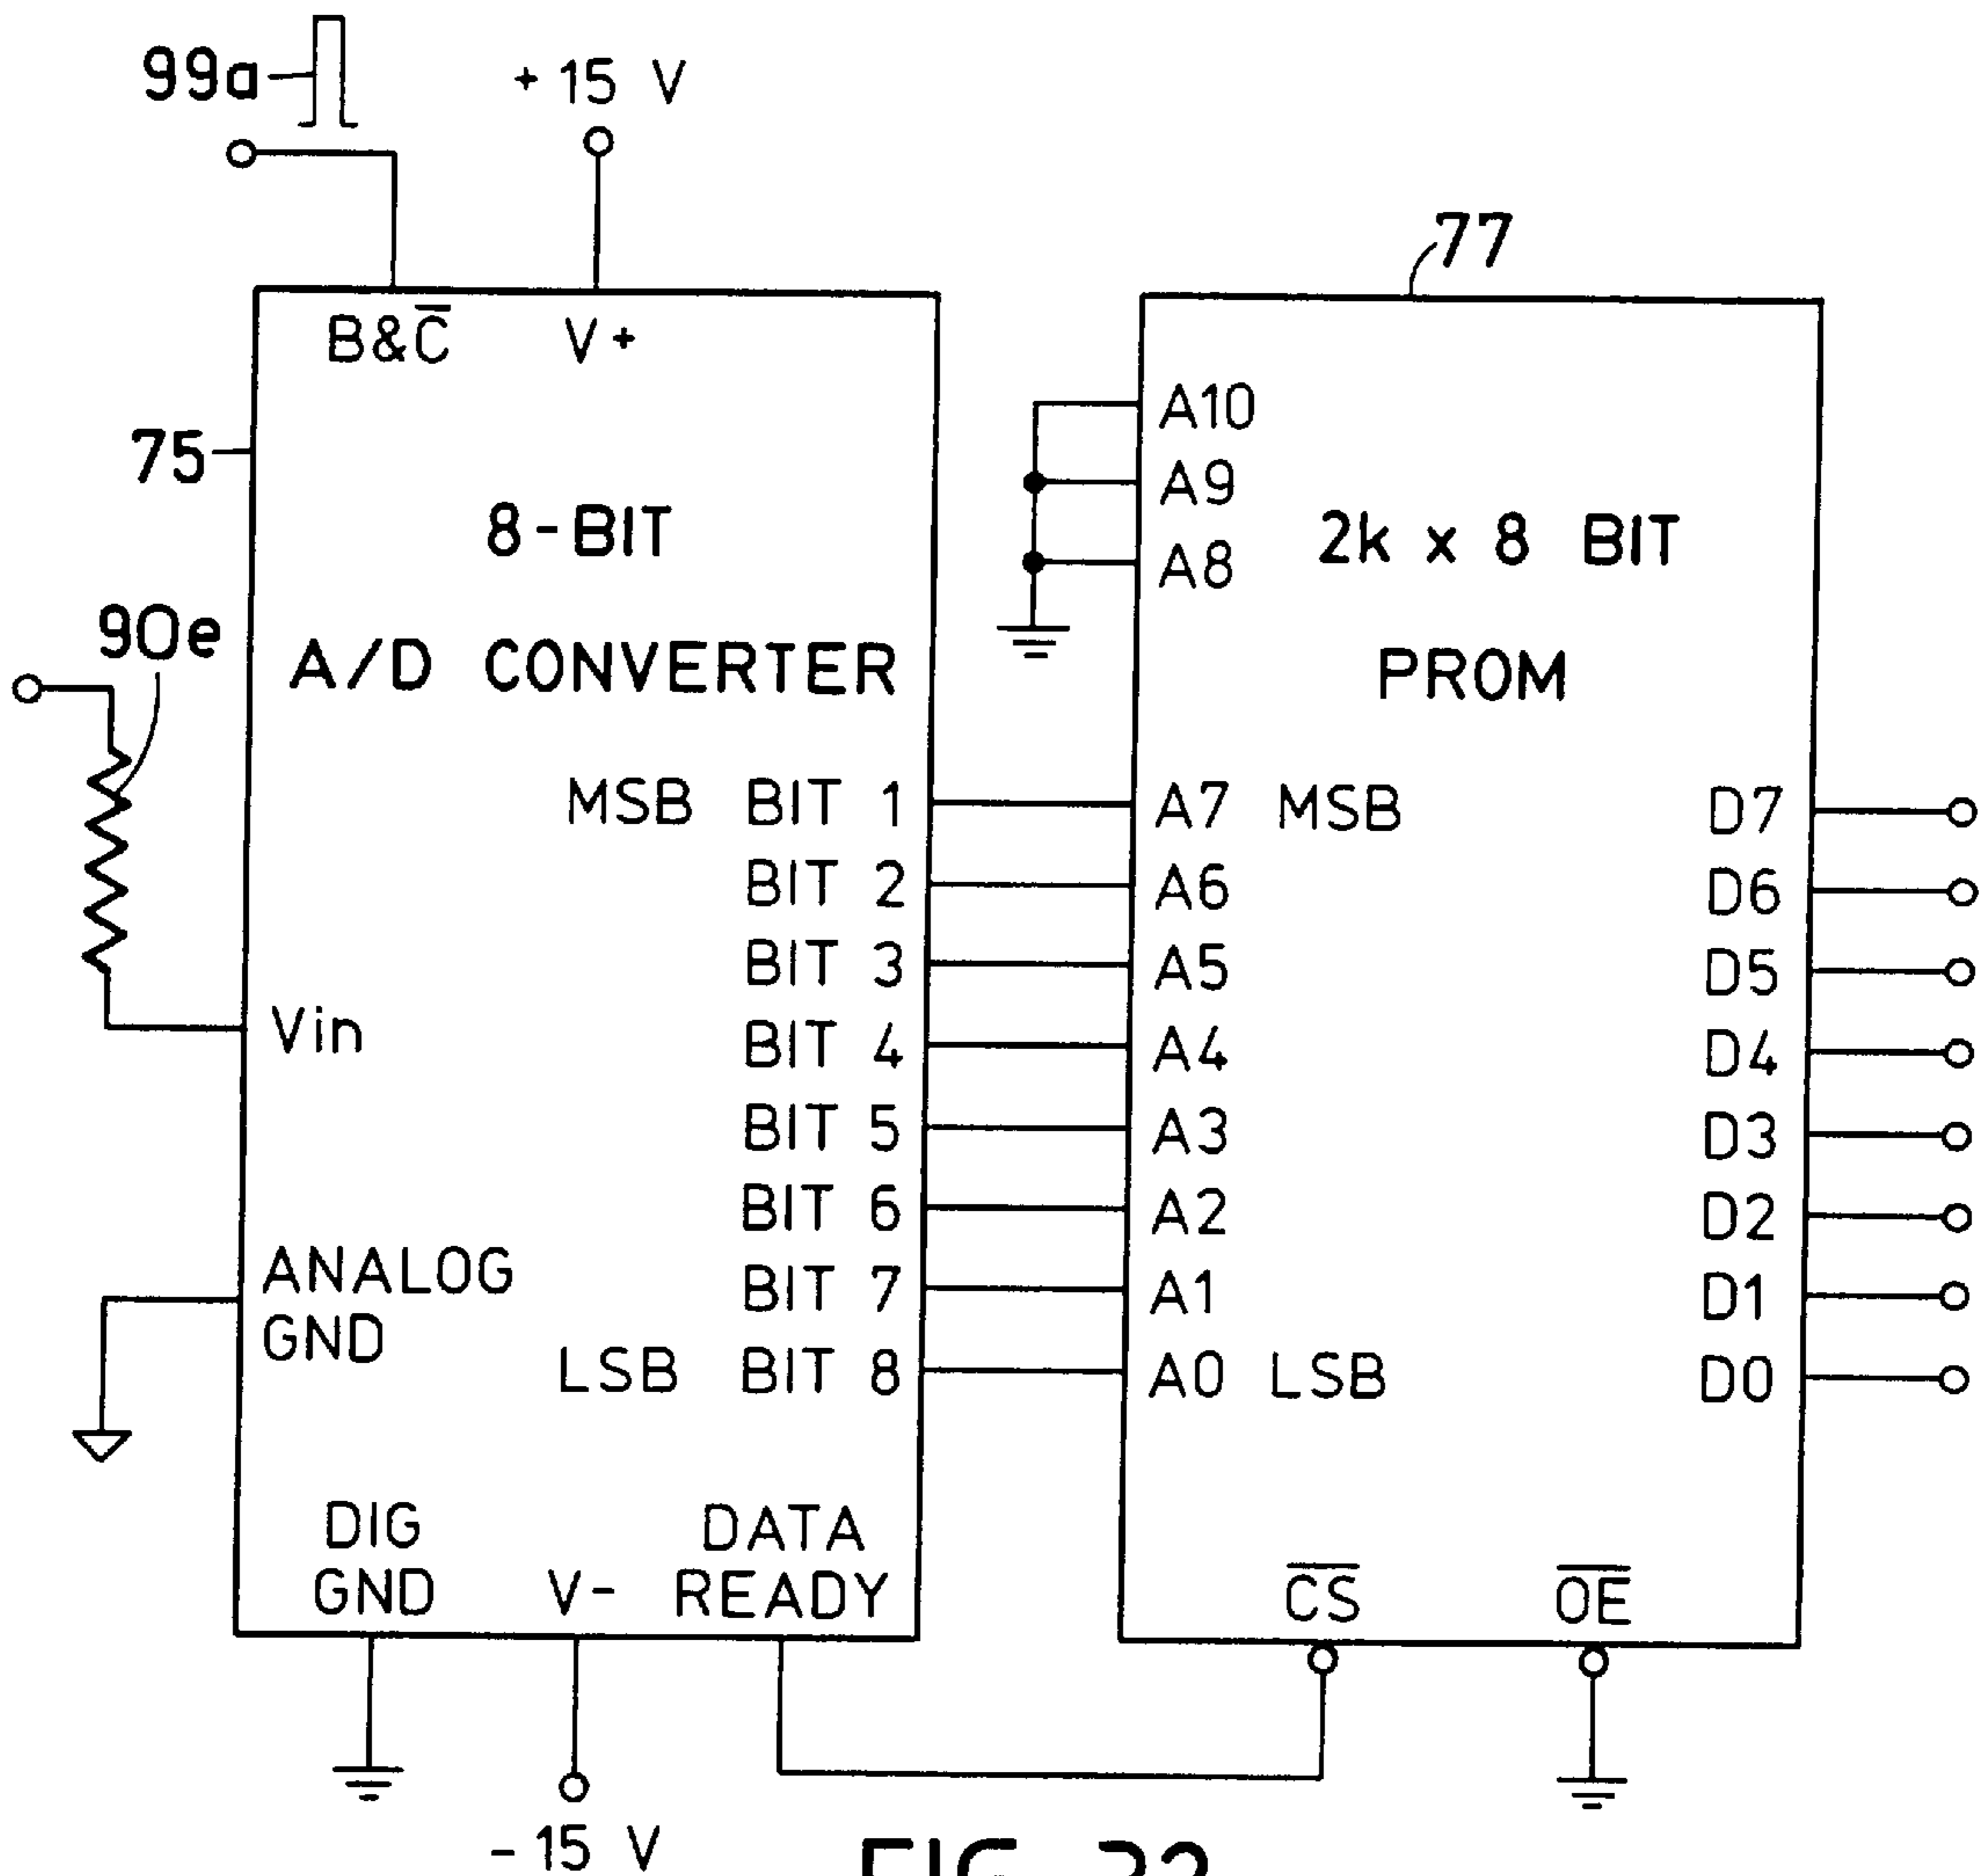 99a
+15 V
77
B&C̅ V+
A10
75
A9
8-BIT
2k x 8 BIT
A8
90e
A/D CONVERTER
PROM
MSB BIT 1
A7 MSB
D7
BIT 2
A6
D6
BIT 3
A5
D5
Vin
BIT 4
A4
D4
BIT 5
A3
D3
BIT 6
A2
D2
ANALOG
GND
BIT 7
A1
D1
LSB BIT 8
A0 LSB
D0
DIG
GND
V-
DATA
READY
C̅S̅
O̅E̅
-15 V